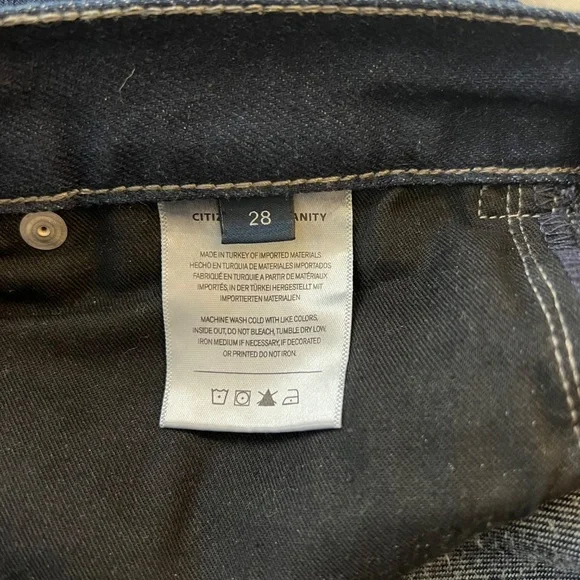 CITIZ
28
ANITY
MADE IN TURKEY OF IMPORTED MATERIALS
HECHO EN TURQUIA DE MATERIALES IMPORTADOS
FABRIQUÉ EN TURQUIE A PARTIR DE MATÉRIAUX
IMPORTÉS, IN DER TÜRKEI HERGESTELLT MIT
IMPORTIERTEN MATERIALIEN
MACHINE WASH COLD WITH LIKE COLORS,
INSIDE OUT, DO NOT BLEACH, TUMBLE DRY LOW.
IRON MEDIUM IF NECESSARY, IF DECORATED
OR PRINTED DO NOT IRON.